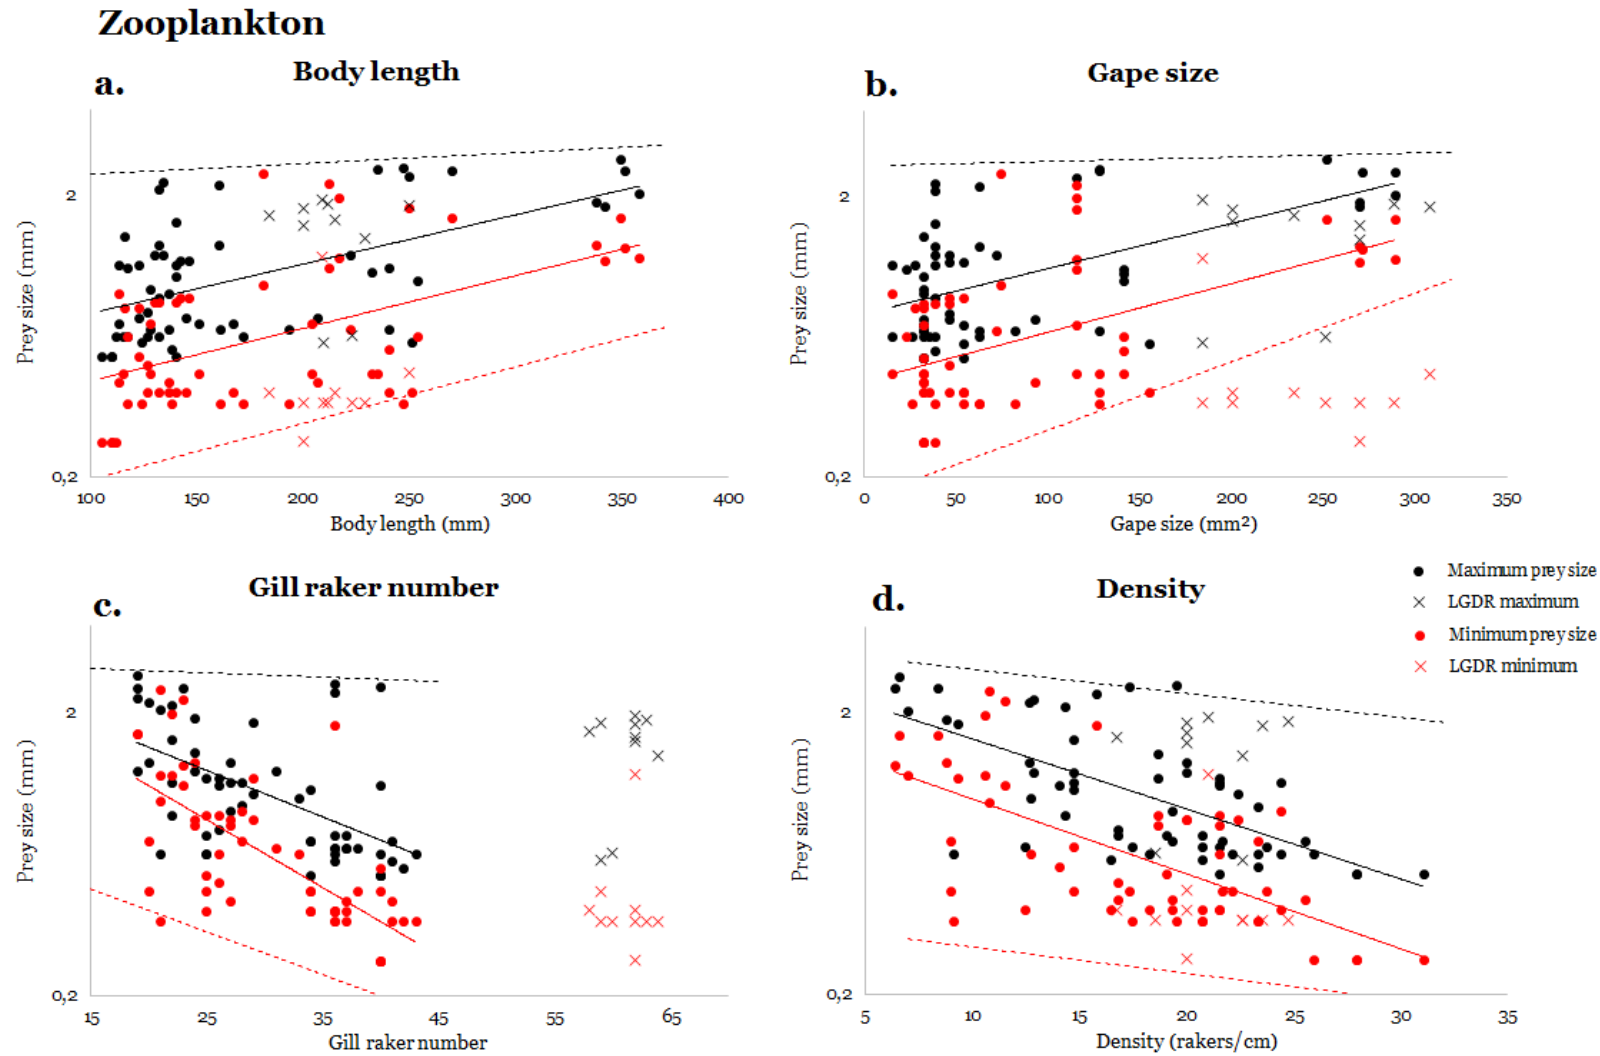 Zooplankton
a.
Body length
b.
Gape size
2
0,2
Prey size (mm)
100 150 200 250 300 350 400
Body length (mm)
2
0,2
Prey size (mm)
0 50 100 150 200 250 300 350
Gape size (mm²)
c.
Gill raker number
d.
Density
Maximum prey size
LGDR maximum
Minimum prey size
LGDR minimum
2
0,2
Prey size (mm)
15 25 35 45 55 65
Gill raker number
2
0,2
Prey size (mm)
5 10 15 20 25 30 35
Density (rakers/cm)